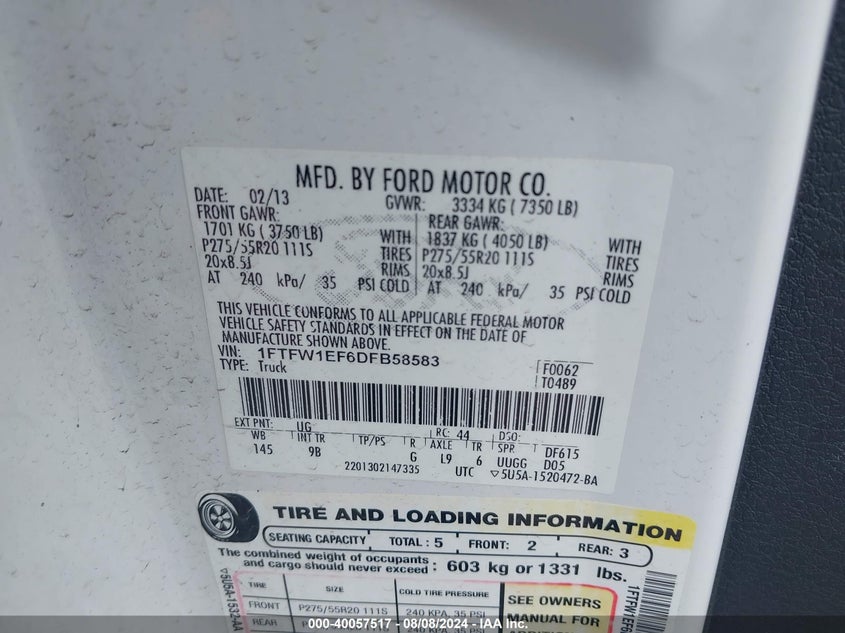 MFD. BY FORD MOTOR CO.
DATE: 02/13 GVWR: 3334 KG ( 7350 LB)
FRONT GAWR: REAR GAWR:
1701 KG ( 3750 LB) WITH 1837 KG ( 4050 LB) WITH
P275/55R20 111S TIRES P275/55R20 111S TIRES
20x8.5J RIMS 20x8.5J RIMS
AT 240 kPa/ 35 PSI COLD AT 240 kPa/ 35 PSI COLD
THIS VEHICLE CONFORMS TO ALL APPLICABLE FEDERAL MOTOR
VEHICLE SAFETY STANDARDS IN EFFECT ON THE DATE OF
MANUFACTURE SHOWN ABOVE.
VIN: 1FTFW1EF6DFB58583 F0062
TYPE: Truck T0489
EXT PNT: UG RC: 44 DSO:
WB INT TR TP/PS R AXLE TR SPR DF615
145 9B G L9 6 UUGG D05
2201302147335 UTC ▽5U5A-1520472-BA
TIRE AND LOADING INFORMATION
SEATING CAPACITY TOTAL : 5 FRONT: 2 REAR: 3
The combined weight of occupants
and cargo should never exceed : 603 kg or 1331 lbs.
TIRE SIZE COLD TIRE PRESSURE SEE OWNERS
FRONT P275/55R20 111S 240 KPA, 35 PSI MANUAL FOR
REAR
▽5U5A-1532-AA
1FTFW1EF6
000-40057517 — 08/08/2024 — IAA Inc.